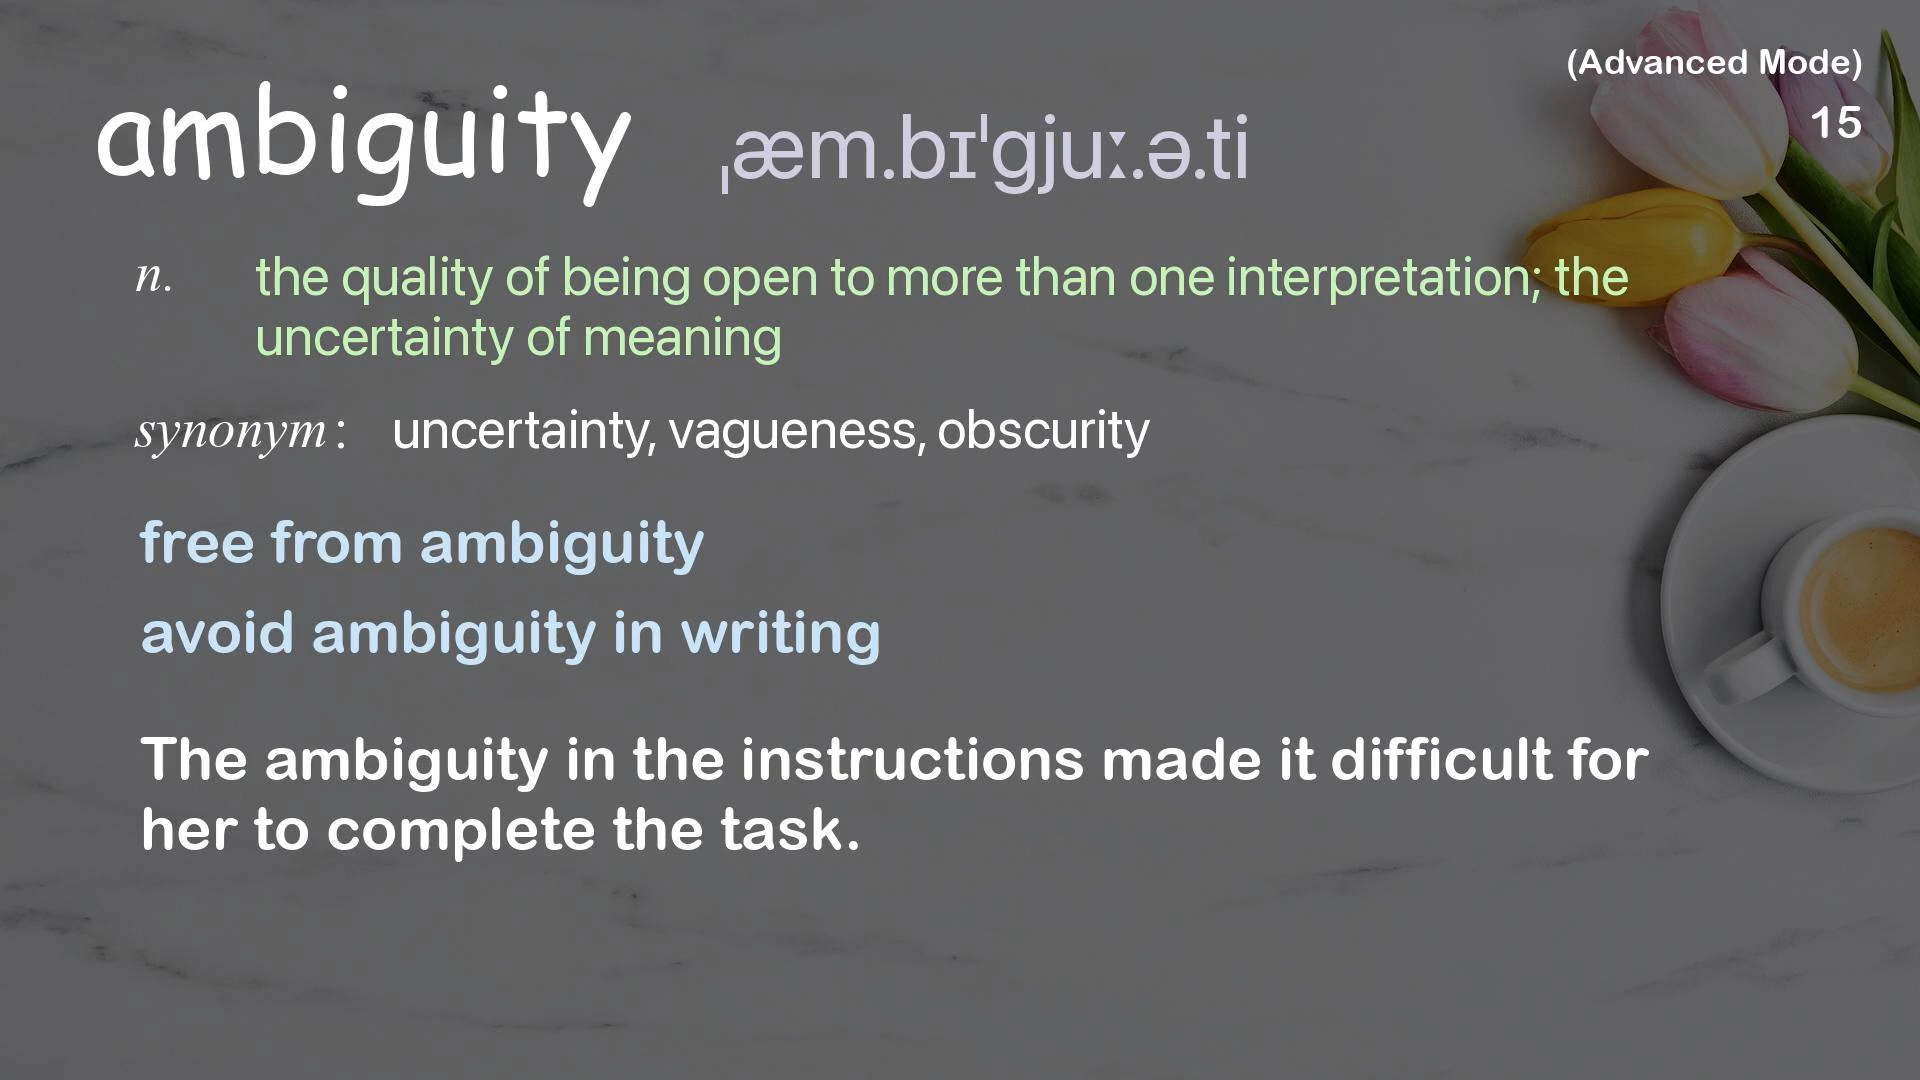 (Advanced Mode)
ambiguity ˌæm.bɪˈɡjuː.ə.ti
15
n. the quality of being open to more than one interpretation; the
uncertainty of meaning
synonym: uncertainty, vagueness, obscurity
free from ambiguity
avoid ambiguity in writing
The ambiguity in the instructions made it difficult for
her to complete the task.